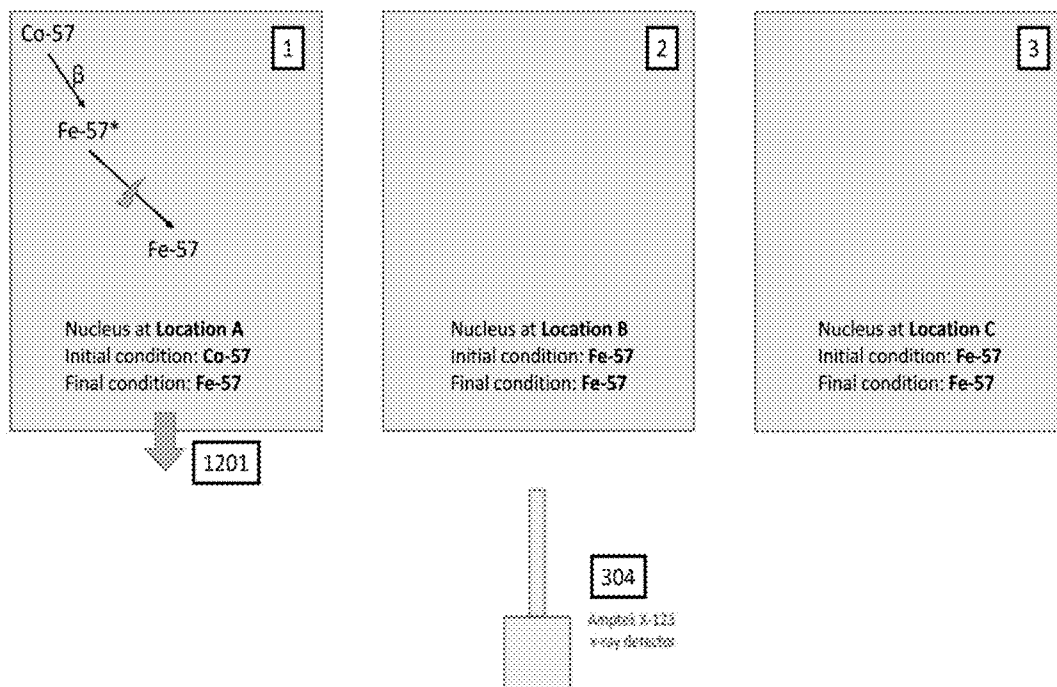 Co-57
1
β
Fe-57*
Fe-57
Nucleus at Location A
Initial condition: Co-57
Final condition: Fe-57
2
Nucleus at Location B
Initial condition: Fe-57
Final condition: Fe-57
3
Nucleus at Location C
Initial condition: Fe-57
Final condition: Fe-57
1201
304
Amptek X-123
x-ray detector